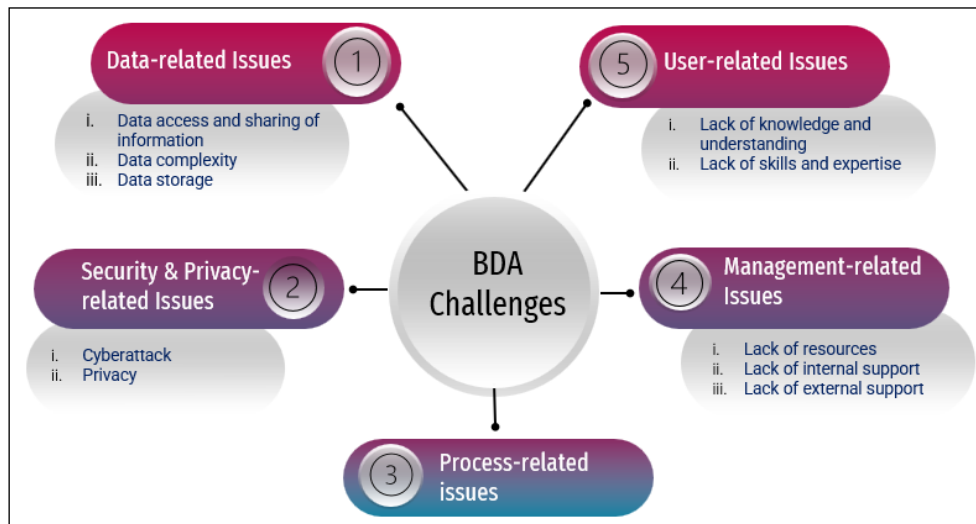 Data-related Issues
1
i. Data access and sharing of
information
ii. Data complexity
iii. Data storage
5
User-related Issues
i. Lack of knowledge and
understanding
ii. Lack of skills and expertise
BDA
Challenges
Security & Privacy-
related Issues
2
i. Cyberattack
ii. Privacy
4
Management-related
Issues
i. Lack of resources
ii. Lack of internal support
iii. Lack of external support
3
Process-related
issues